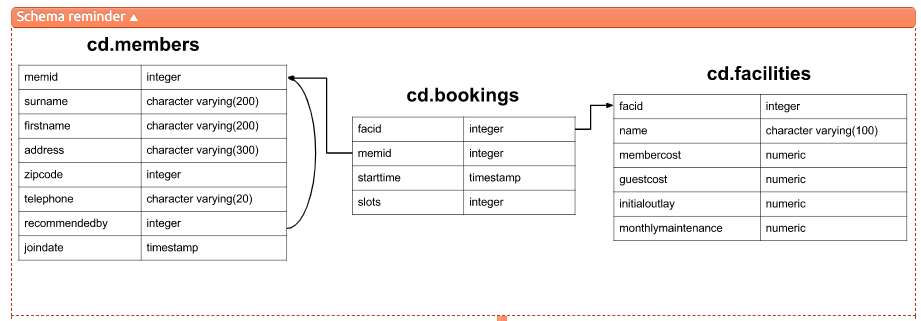 Schema reminder ▲
cd.members
memid integer
surname character varying(200)
firstname character varying(200)
address character varying(300)
zipcode integer
telephone character varying(20)
recommendedby integer
joindate timestamp
cd.bookings
facid integer
memid integer
starttime timestamp
slots integer
cd.facilities
facid integer
name character varying(100)
membercost numeric
guestcost numeric
initialoutlay numeric
monthlymaintenance numeric